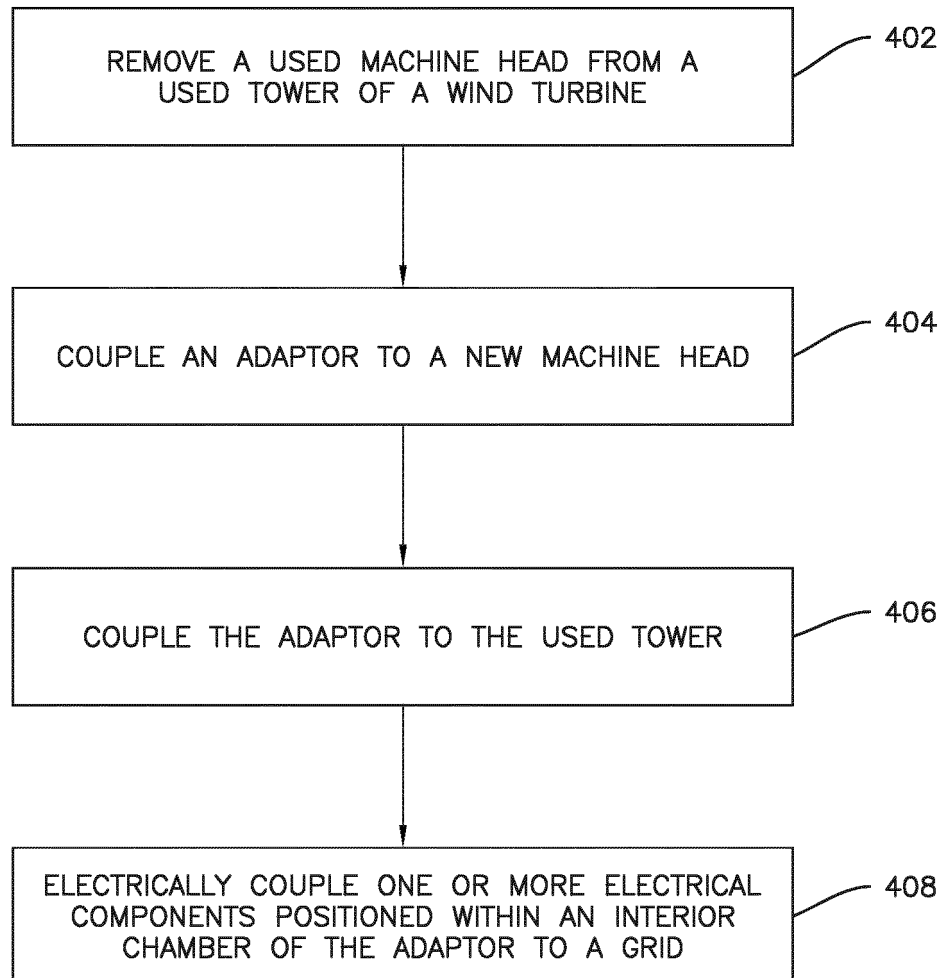 REMOVE A USED MACHINE HEAD FROM A
USED TOWER OF A WIND TURBINE
402
COUPLE AN ADAPTOR TO A NEW MACHINE HEAD
404
COUPLE THE ADAPTOR TO THE USED TOWER
406
ELECTRICALLY COUPLE ONE OR MORE ELECTRICAL
COMPONENTS POSITIONED WITHIN AN INTERIOR
CHAMBER OF THE ADAPTOR TO A GRID
408